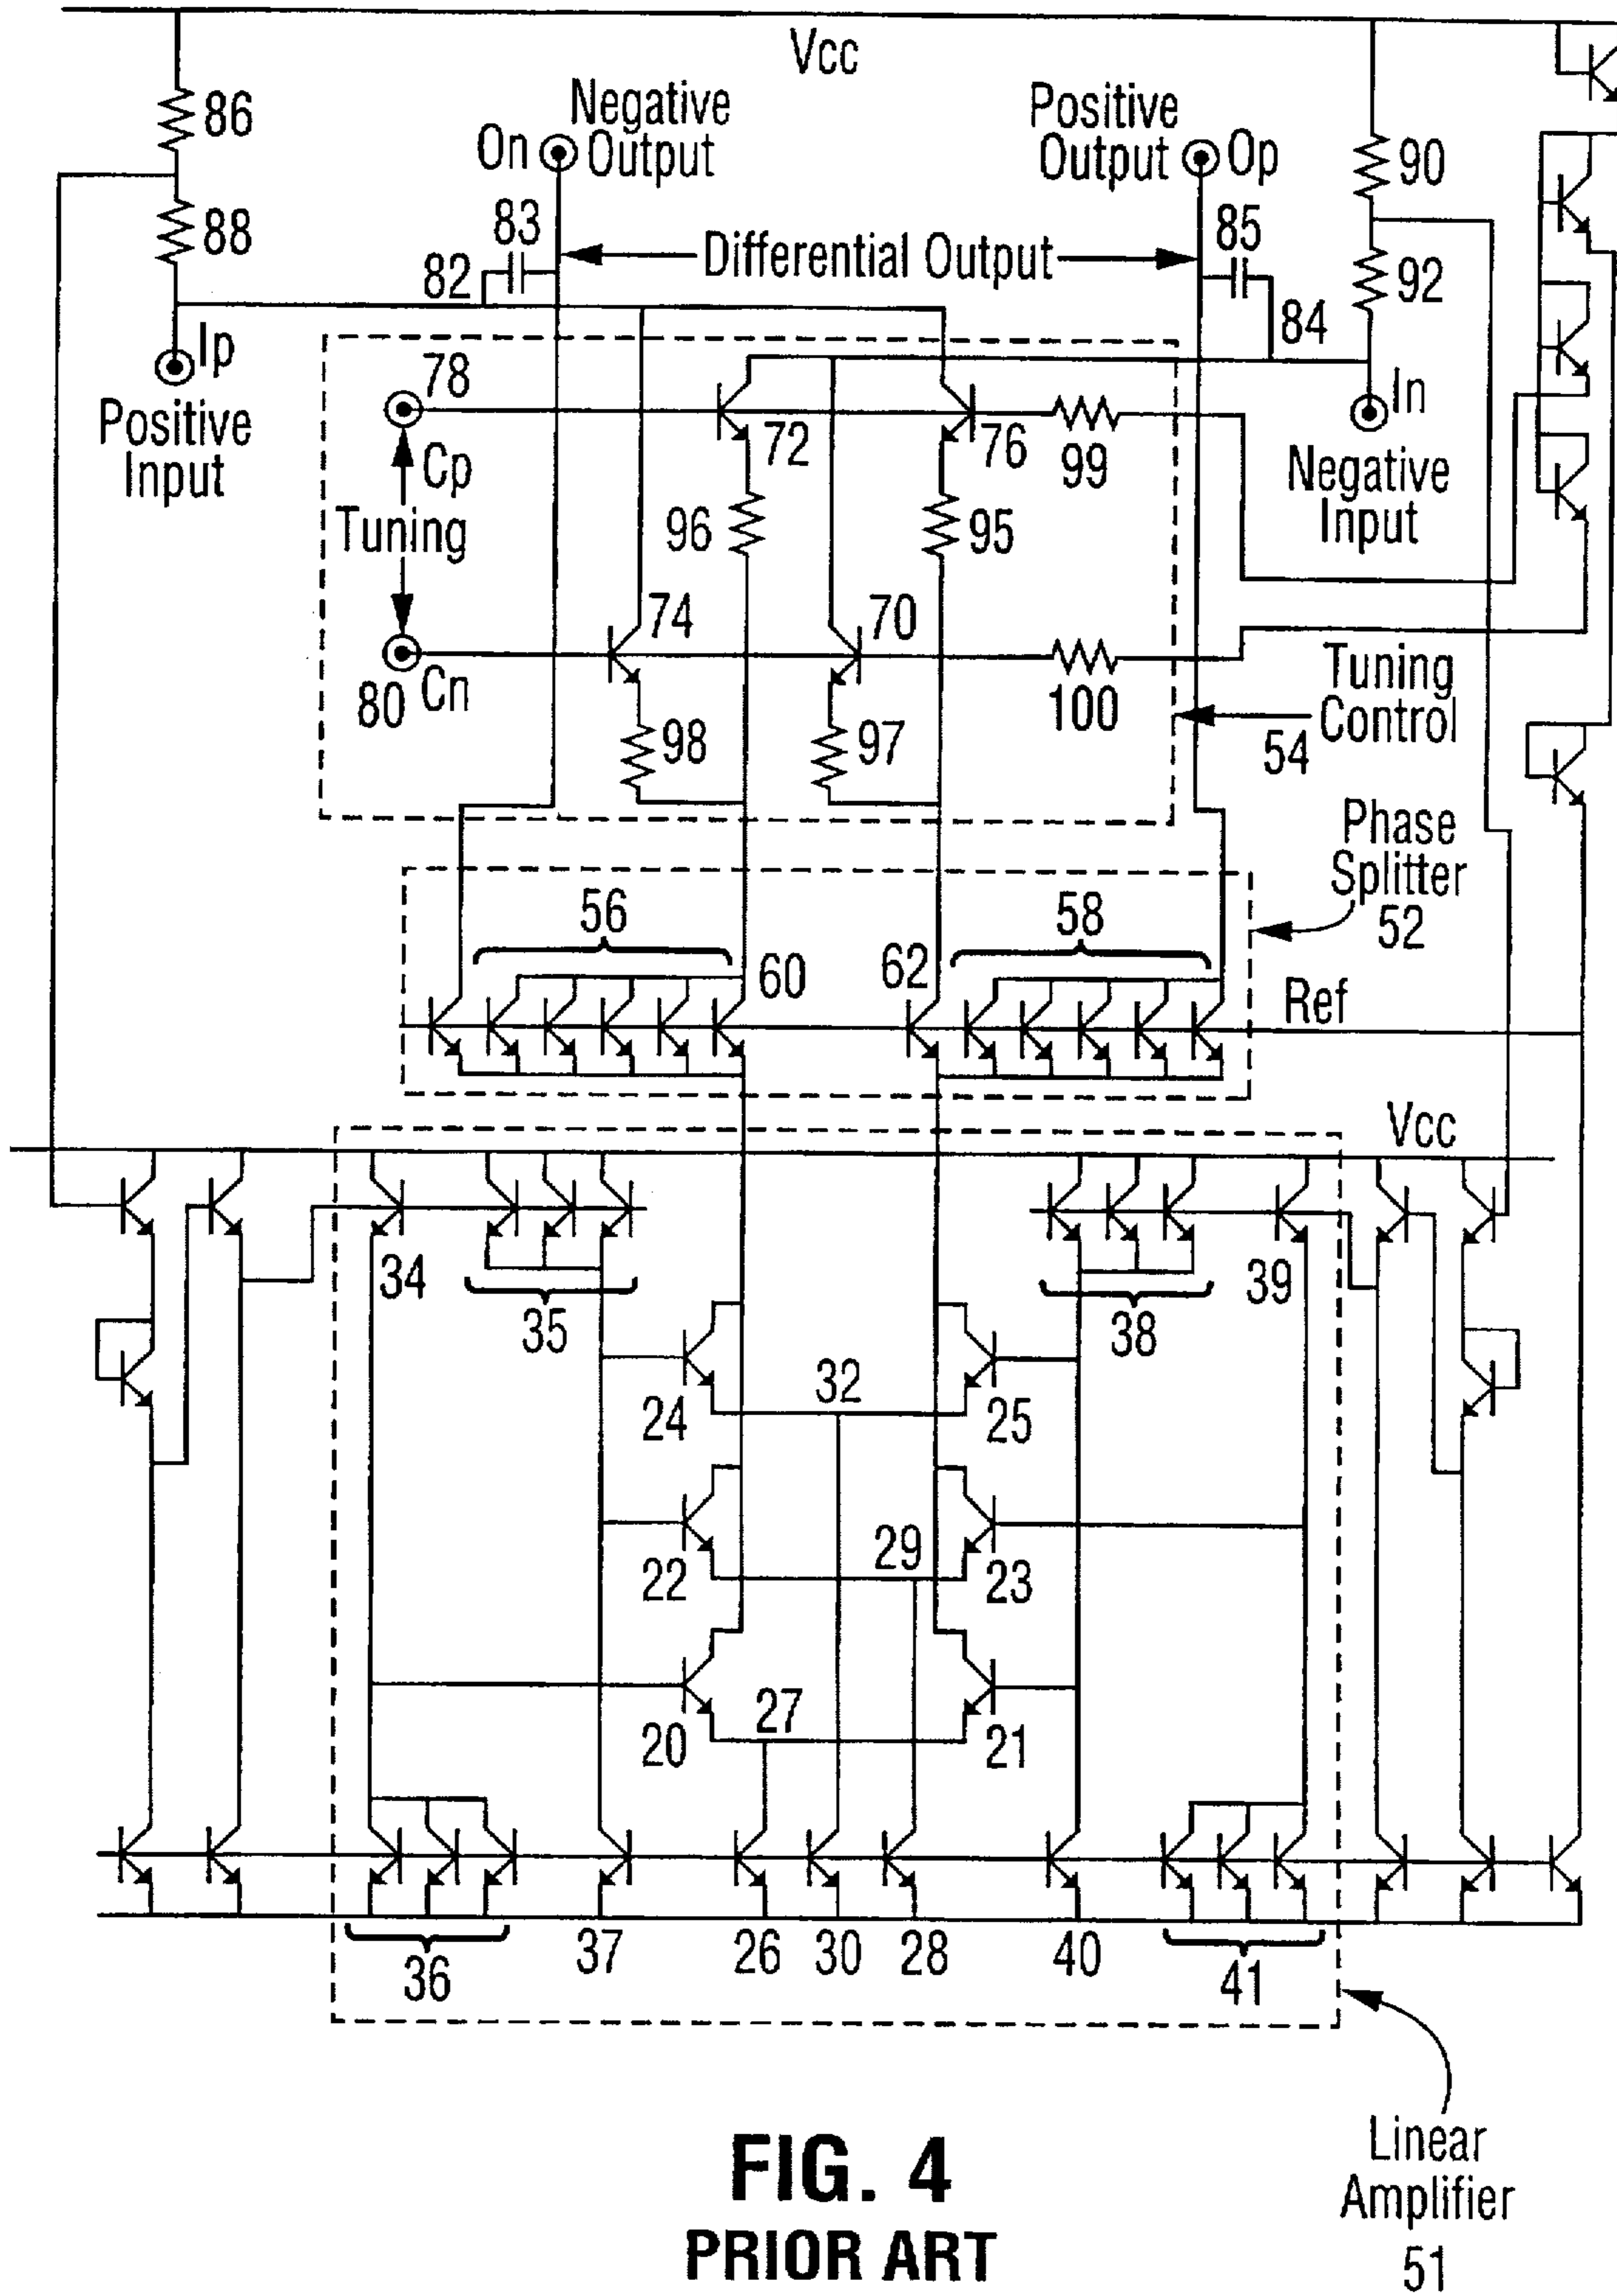 Vcc
86
Negative
On
Output
Positive
Output
Op
90
88
83
85
Differential Output
82
92
84
Ip
78
In
Positive
Input
72
76
99
Cp
Negative
Input
96
95
Tuning
74
70
80
Cn
100
Tuning
Control
98
97
54
Phase
Splitter
52
56
58
60
62
Ref
Vcc
34
39
35
38
32
24
25
29
22
23
27
20
21
37
26
30
28
40
36
41
Linear
Amplifier
51
FIG. 4
PRIOR ART